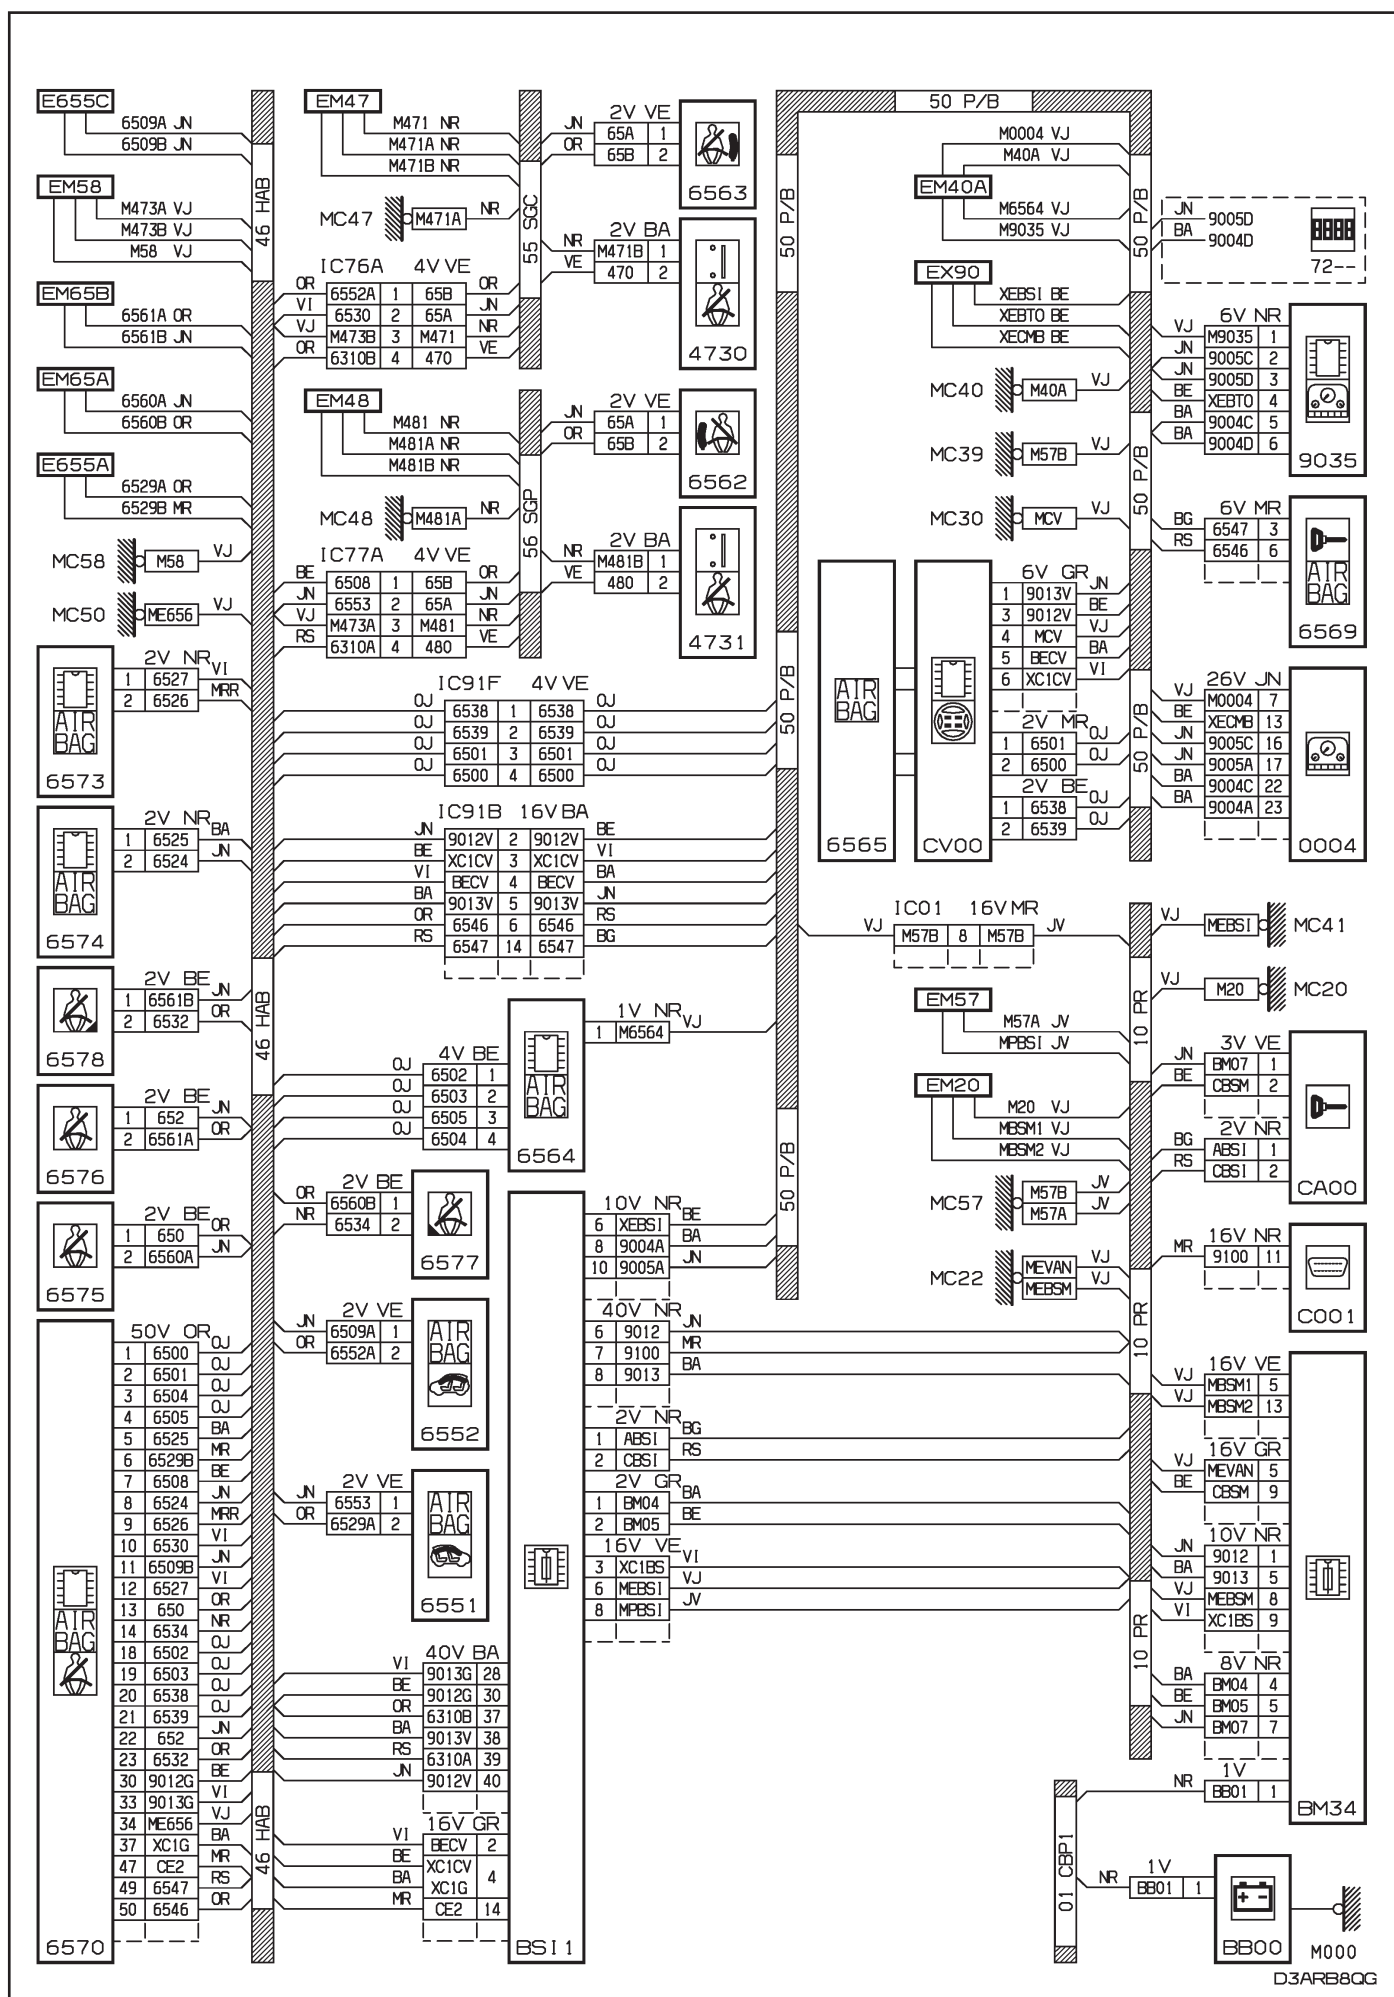 E655C
6509A JN
6509B JN
EM58
M473A VJ
M473B VJ
M58 VJ
EM65B
6561A OR
6561B JN
EM65A
6560A JN
6560B OR
E655A
6529A OR
6529B MR
MC58 M58 VJ
MC50 ME656 VJ
2V NR
1 6527 VI
2 6526 MRR
AIR BAG
6573
2V NR
1 6525 BA
2 6524 JN
AIR BAG
6574
2V BE
1 6561B JN
2 6532 OR
6578
2V BE
1 652 JN
2 6561A OR
6576
2V BE
1 650 OR
2 6560A JN
6575
50V OR
1 6500 OJ
2 6501 OJ
3 6504 OJ
4 6505 OJ
5 6525 BA
6 6529B MR
7 6508 BE
8 6524 JN
9 6526 MRR
10 6530 VI
11 6509B JN
12 6527 VI
13 650 OR
14 6534 NR
18 6502 OJ
19 6503 OJ
20 6538 OJ
21 6539 OJ
22 652 JN
23 6532 OR
30 9012G BE
33 9013G VI
34 ME656 VJ
37 XC1G BA
47 CE2 MR
49 6547 RS
50 6546 OR
AIR BAG
6570
46 HAB
46 HAB
46 HAB
EM47
M471 NR
M471A NR
M471B NR
MC47 M471A NR
IC76A 4V VE
OR 6552A 1 65B OR
VI 6530 2 65A JN
VJ M473B 3 M471 NR
OR 6310B 4 470 VE
EM48
M481 NR
M481A NR
M481B NR
MC48 M481A NR
IC77A 4V VE
BE 6508 1 65B OR
JN 6553 2 65A JN
VJ M473A 3 M481 NR
RS 6310A 4 480 VE
55 SGC
56 SGP
2V VE
JN 65A 1
OR 65B 2
6563
2V BA
NR M471B 1
VE 470 2
4730
2V VE
JN 65A 1
OR 65B 2
6562
2V BA
NR M481B 1
VE 480 2
4731
IC91F 4V VE
OJ 6538 1 6538 OJ
OJ 6539 2 6539 OJ
OJ 6501 3 6501 OJ
OJ 6500 4 6500 OJ
IC91B 16V BA
JN 9012V 2 9012V BE
BE XC1CV 3 XC1CV VI
VI BECV 4 BECV BA
BA 9013V 5 9013V JN
OR 6546 6 6546 RS
RS 6547 14 6547 BG
1V NR
1 M6564 VJ
4V BE
OJ 6502 1
OJ 6503 2
OJ 6505 3
OJ 6504 4
AIR BAG
6564
2V BE
OR 6560B 1
NR 6534 2
6577
2V VE
JN 6509A 1
OR 6552A 2
AIR BAG
6552
2V VE
JN 6553 1
OR 6529A 2
AIR BAG
6551
40V BA
VI 9013G 28
BE 9012G 30
OR 6310B 37
BA 9013V 38
RS 6310A 39
JN 9012V 40
16V GR
VI BECV 2
BE XC1CV
BA XC1G 4
MR CE2 14
BSI1
10V NR
6 XEBSI BE
8 9004A BA
10 9005A JN
40V NR
6 9012 JN
7 9100 MR
8 9013 BA
2V NR
1 ABSI BG
2 CBSI RS
2V GR
1 BM04 BA
2 BM05 BE
16V VE
3 XC1BS VI
6 MEBSI VJ
8 MPBSI JV
50 P/B
50 P/B
50 P/B
50 P/B
50 P/B
50 P/B
50 P/B
M0004 VJ
M40A VJ
EM40A
M6564 VJ
M9035 VJ
EX90
XEBSI BE
XEBTO BE
XECMB BE
MC40 M40A VJ
MC39 M57B VJ
MC30 MCV VJ
AIR BAG
6565
CV00
6V GR
1 9013V JN
3 9012V BE
4 MCV VJ
5 BECV BA
6 XC1CV VI
2V MR
1 6501 OJ
2 6500 OJ
2V BE
1 6538 OJ
2 6539 OJ
JN 9005D
BA 9004D
72--
6V NR
VJ M9035 1
JN 9005C 2
JN 9005D 3
BE XEBTO 4
BA 9004C 5
BA 9004D 6
9035
6V MR
BG 6547 3
RS 6546 6
AIR BAG
6569
26V JN
VJ M0004 7
BE XECMB 13
JN 9005C 16
JN 9005A 17
BA 9004C 22
BA 9004A 23
0004
IC01 16V MR
VJ M57B 8 M57B JV
VJ MEBSI MC41
VJ M20 MC20
EM57
M57A JV
MPBSI JV
EM20
M20 VJ
MBSM1 VJ
MBSM2 VJ
MC57 M57B JV
M57A JV
MC22 MEVAN VJ
MEBSM VJ
10 PR
10 PR
10 PR
3V VE
JN BM07 1
BE CBSM 2
2V NR
BG ABSI 1
RS CBSI 2
CA00
16V NR
MR 9100 11
C001
16V VE
VJ MBSM1 5
VJ MBSM2 13
16V GR
VJ MEVAN 5
BE CBSM 9
10V NR
JN 9012 1
BA 9013 5
VJ MEBSM 8
VI XC1BS 9
8V NR
BA BM04 4
BE BM05 5
JN BM07 7
1V
NR BB01 1
BM34
01 CBP1
1V
NR BB01 1
+ -
BB00
M000
D3ARB8QG